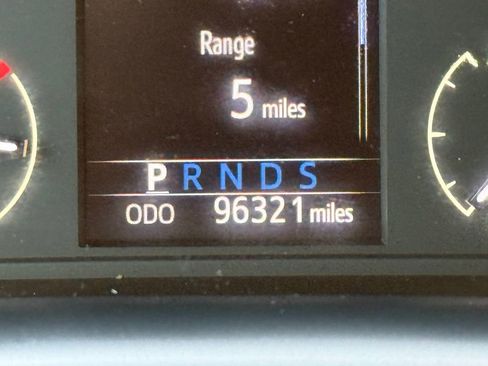 Range
5 miles
P R N D S
ODO 96321 miles